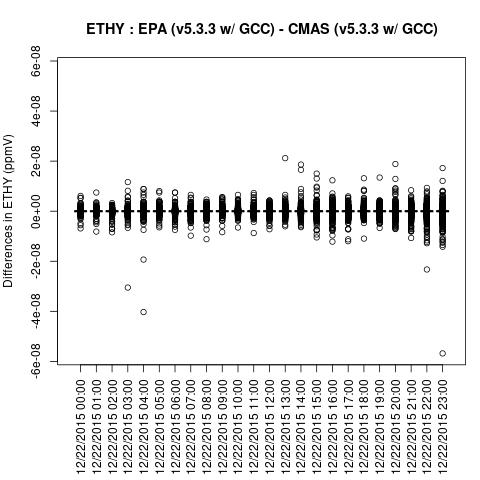 ETHY : EPA (v5.3.3 w/ GCC) - CMAS (v5.3.3 w/ GCC)
Differences in ETHY (ppmV)
6e-08
4e-08
2e-08
0e+00
-2e-08
-4e-08
-6e-08
12/22/2015 00:00
12/22/2015 01:00
12/22/2015 02:00
12/22/2015 03:00
12/22/2015 04:00
12/22/2015 05:00
12/22/2015 06:00
12/22/2015 07:00
12/22/2015 08:00
12/22/2015 09:00
12/22/2015 10:00
12/22/2015 11:00
12/22/2015 12:00
12/22/2015 13:00
12/22/2015 14:00
12/22/2015 15:00
12/22/2015 16:00
12/22/2015 17:00
12/22/2015 18:00
12/22/2015 19:00
12/22/2015 20:00
12/22/2015 21:00
12/22/2015 22:00
12/22/2015 23:00